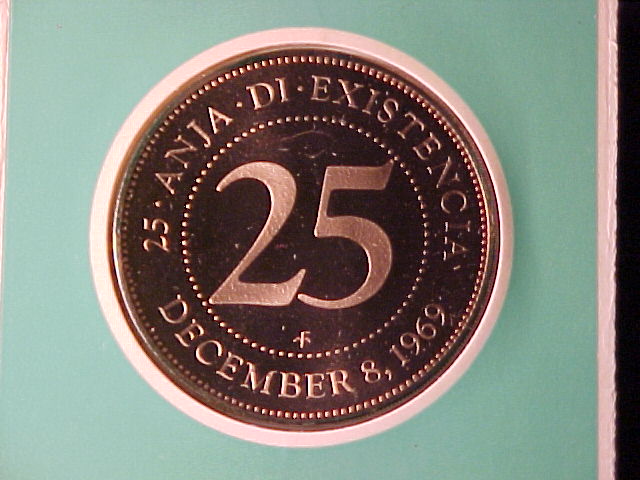 25 · ANJA · DI · EXISTENCIA ·
25
DECEMBER 8, 1969